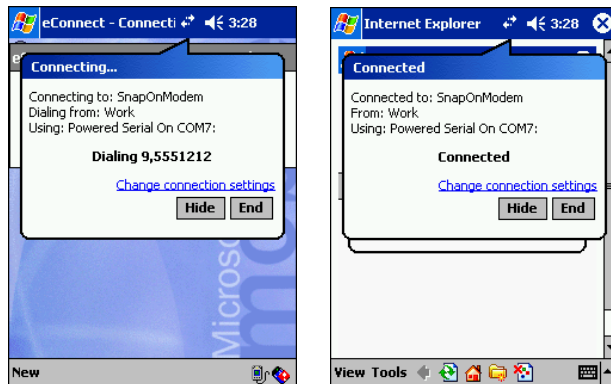 eConnect - Connecti
3:28
Connecting...
Connecting to: SnapOnModem
Dialing from: Work
Using: Powered Serial On COM7:
Dialing 9,5551212
Change connection settings
Hide End
Microsoft
New
Internet Explorer
3:28
Connected
Connected to: SnapOnModem
From: Work
Using: Powered Serial On COM7:
Connected
Change connection settings
Hide End
View Tools